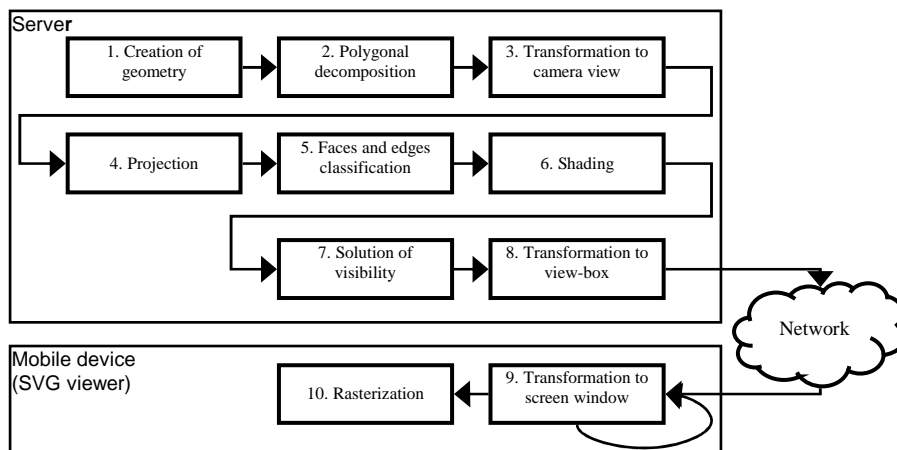 Server
1. Creation of
geometry
2. Polygonal
decomposition
3. Transformation to
camera view
4. Projection
5. Faces and edges
classification
6. Shading
7. Solution of
visibility
8. Transformation to
view-box
Network
Mobile device
(SVG viewer)
10. Rasterization
9. Transformation to
screen window